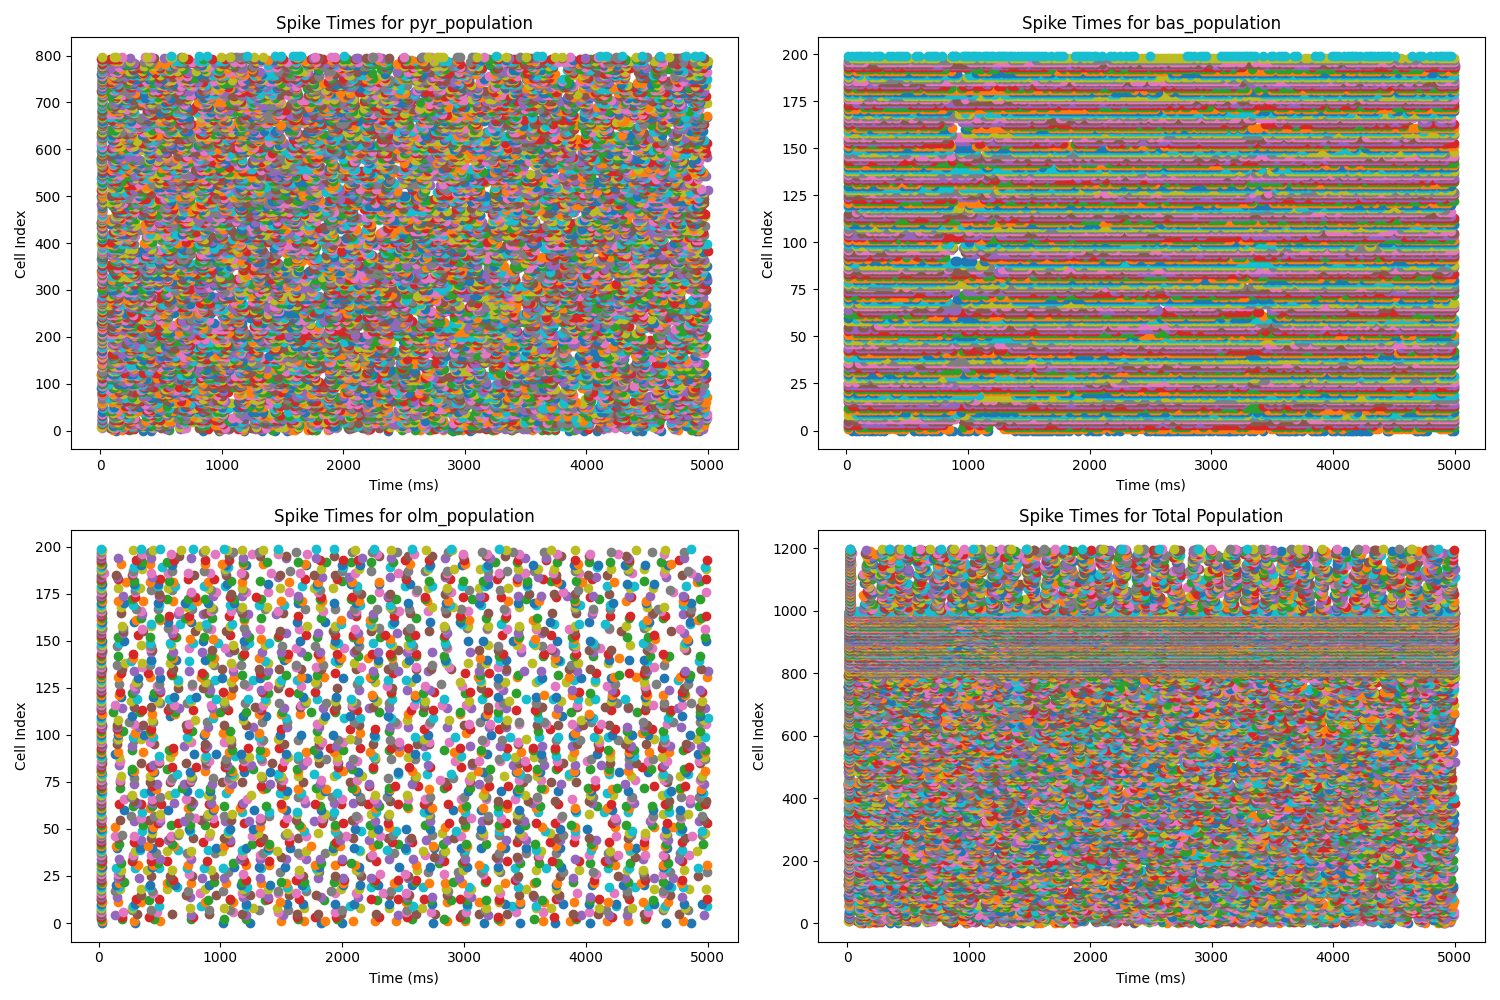 Spike Times for pyr_population
800
700
600
500
400
300
200
100
0
Cell Index
0 1000 2000 3000 4000 5000
Time (ms)
Spike Times for bas_population
200
175
150
125
100
75
50
25
0
Cell Index
0 1000 2000 3000 4000 5000
Time (ms)
Spike Times for olm_population
200
175
150
125
100
75
50
25
0
Cell Index
0 1000 2000 3000 4000 5000
Time (ms)
Spike Times for Total Population
1200
1000
800
600
400
200
0
Cell Index
0 1000 2000 3000 4000 5000
Time (ms)